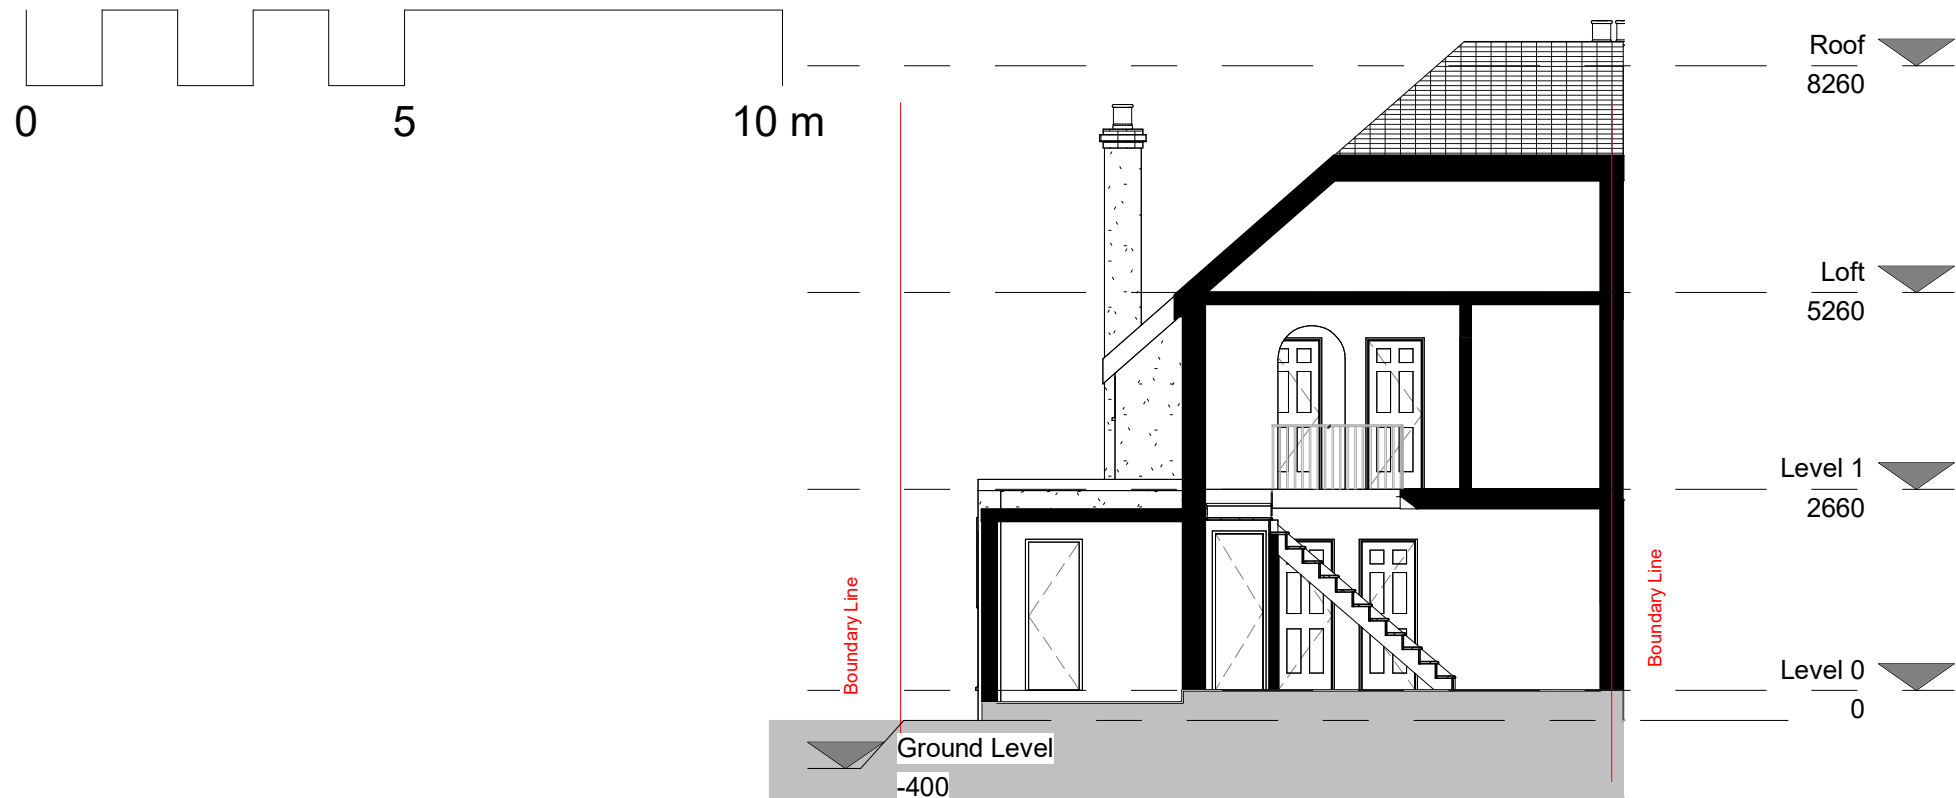 0 5 10 m
Roof
8260
Loft
5260
Level 1
2660
Boundary Line
Boundary Line
Level 0
0
Ground Level
-400